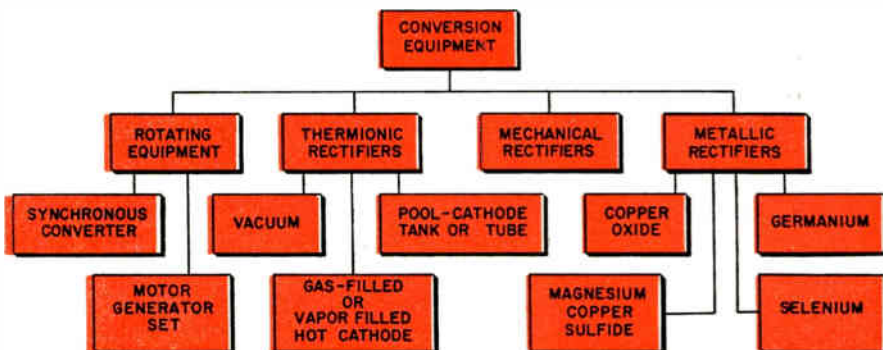 CONVERSION
EQUIPMENT
ROTATING
EQUIPMENT
THERMIONIC
RECTIFIERS
MECHANICAL
RECTIFIERS
METALLIC
RECTIFIERS
SYNCHRONOUS
CONVERTER
VACUUM
POOL-CATHODE
TANK OR TUBE
COPPER
OXIDE
GERMANIUM
MOTOR
GENERATOR
SET
GAS-FILLED
OR
VAPOR FILLED
HOT CATHODE
MAGNESIUM
COPPER
SULFIDE
SELENIUM